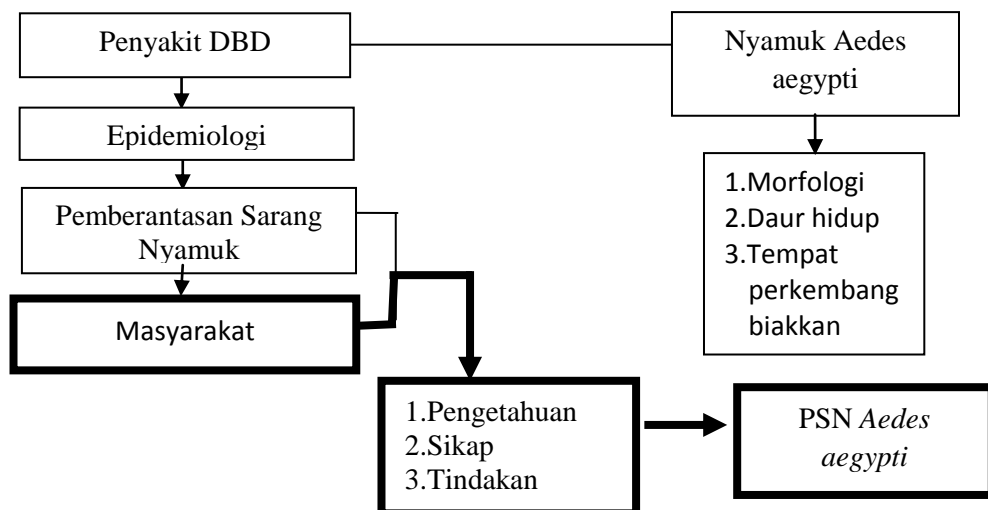 Penyakit DBD
Nyamuk Aedes
aegypti
Epidemiologi
1.Morfologi
2.Daur hidup
3.Tempat
perkembang
biakkan
Pemberantasan Sarang
Nyamuk
Masyarakat
1.Pengetahuan
2.Sikap
3.Tindakan
PSN Aedes
aegypti